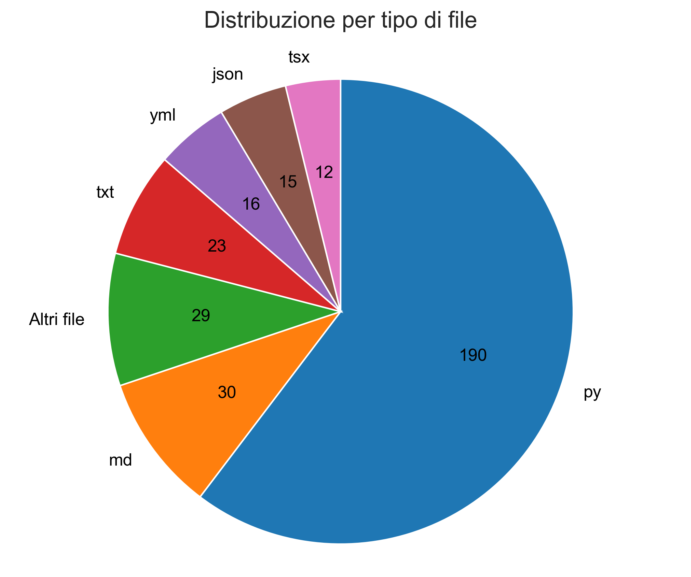 Distribuzione per tipo di file
tsx
json
yml
12
15
16
txt
23
Altri file
29
190
md
30
py